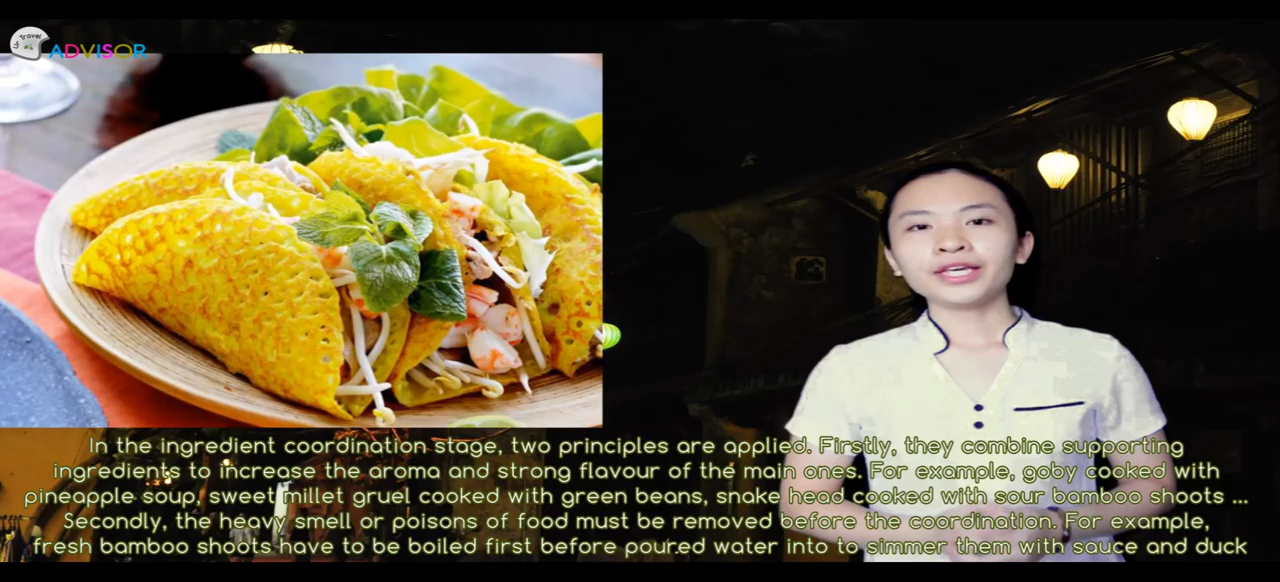 Ur Travel
ADVISOR
In the ingredient coordination stage, two principles are applied. Firstly, they combine supporting
ingredients to increase the aroma and strong flavour of the main ones. For example, goby cooked with
pineapple soup, sweet millet gruel cooked with green beans, snake head cooked with sour bamboo shoots ...
Secondly, the heavy smell or poisons of food must be removed before the coordination. For example,
fresh bamboo shoots have to be boiled first before poured water into to simmer them with sauce and duck